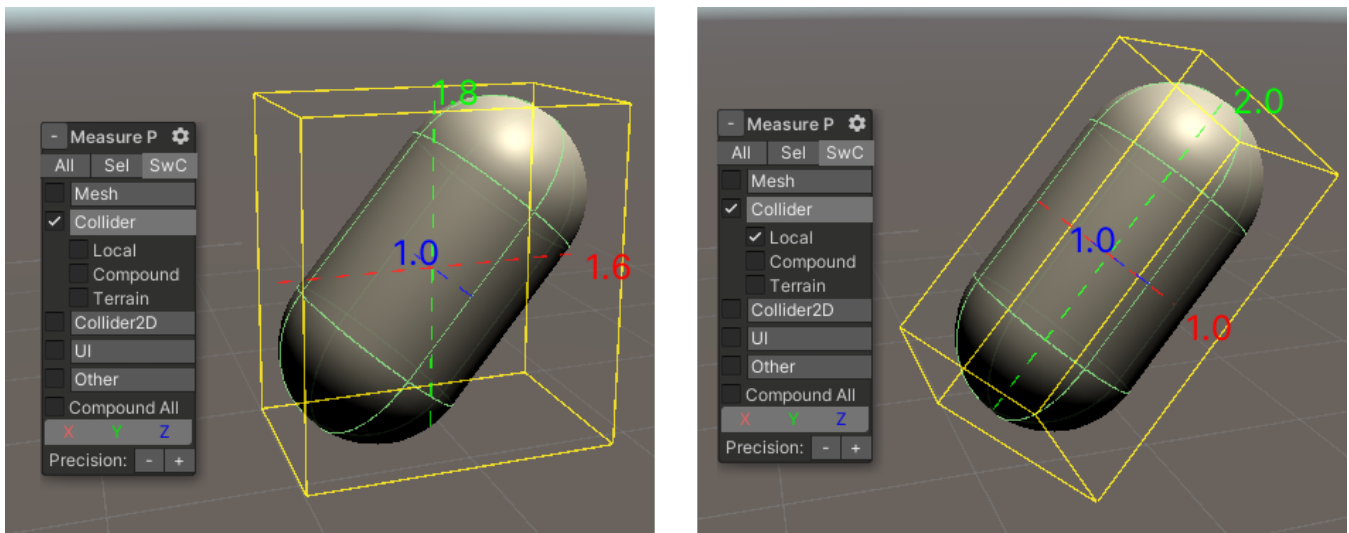 - Measure P
All Sel SwC
Mesh
Collider
Local
Compound
Terrain
Collider2D
UI
Other
Compound All
X Y Z
Precision: - +
1.8
1.0
1.6
- Measure P
All Sel SwC
Mesh
Collider
Local
Compound
Terrain
Collider2D
UI
Other
Compound All
X Y Z
Precision: - +
2.0
1.0
1.0